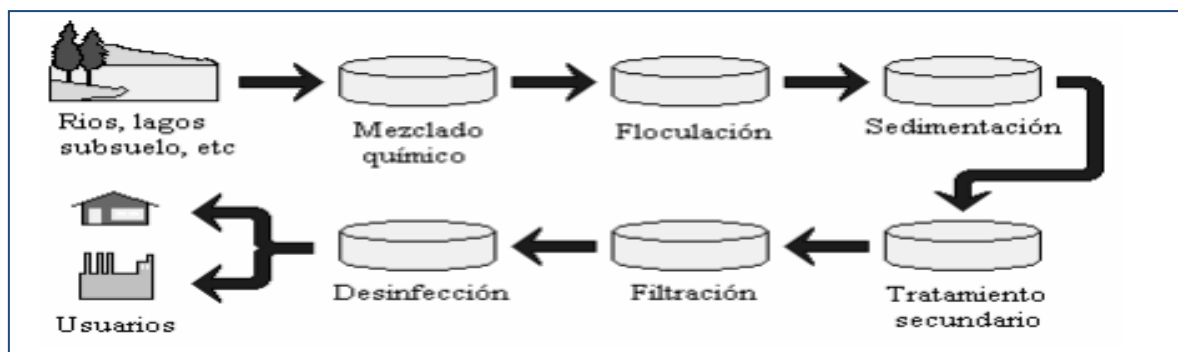 Rios, lagos
subsuelo, etc
Mezclado
químico
Floculación
Sedimentación
Tratamiento
secundario
Filtración
Desinfección
Usuarios